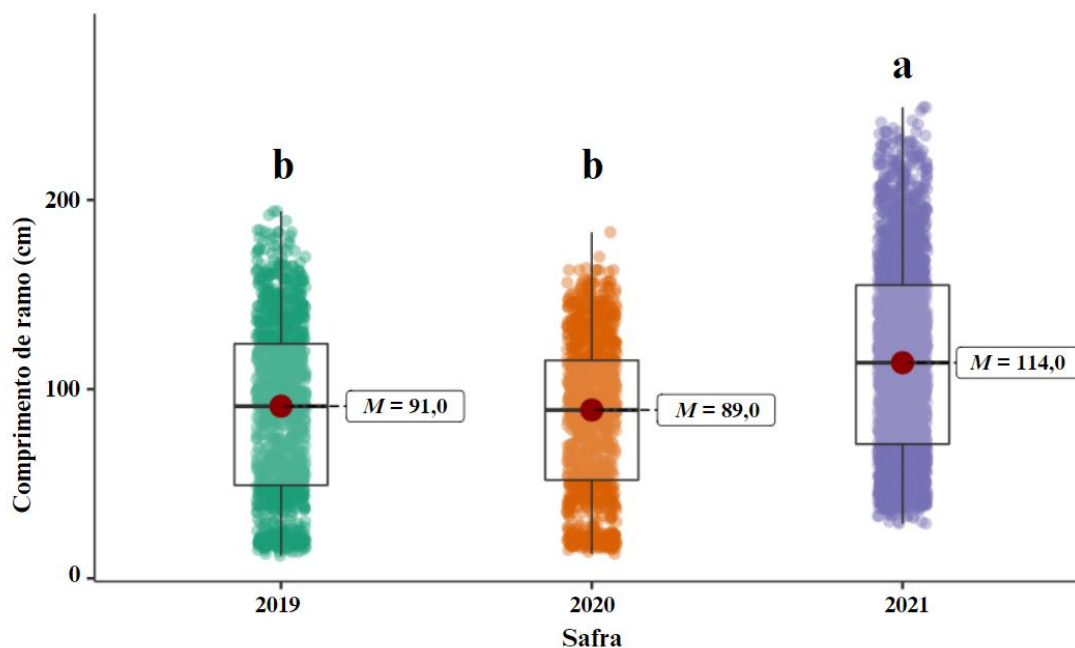 a
b
b
200
M = 114,0
100
M = 91,0
M = 89,0
0
Comprimento de ramo (cm)
2019
2020
2021
Safra